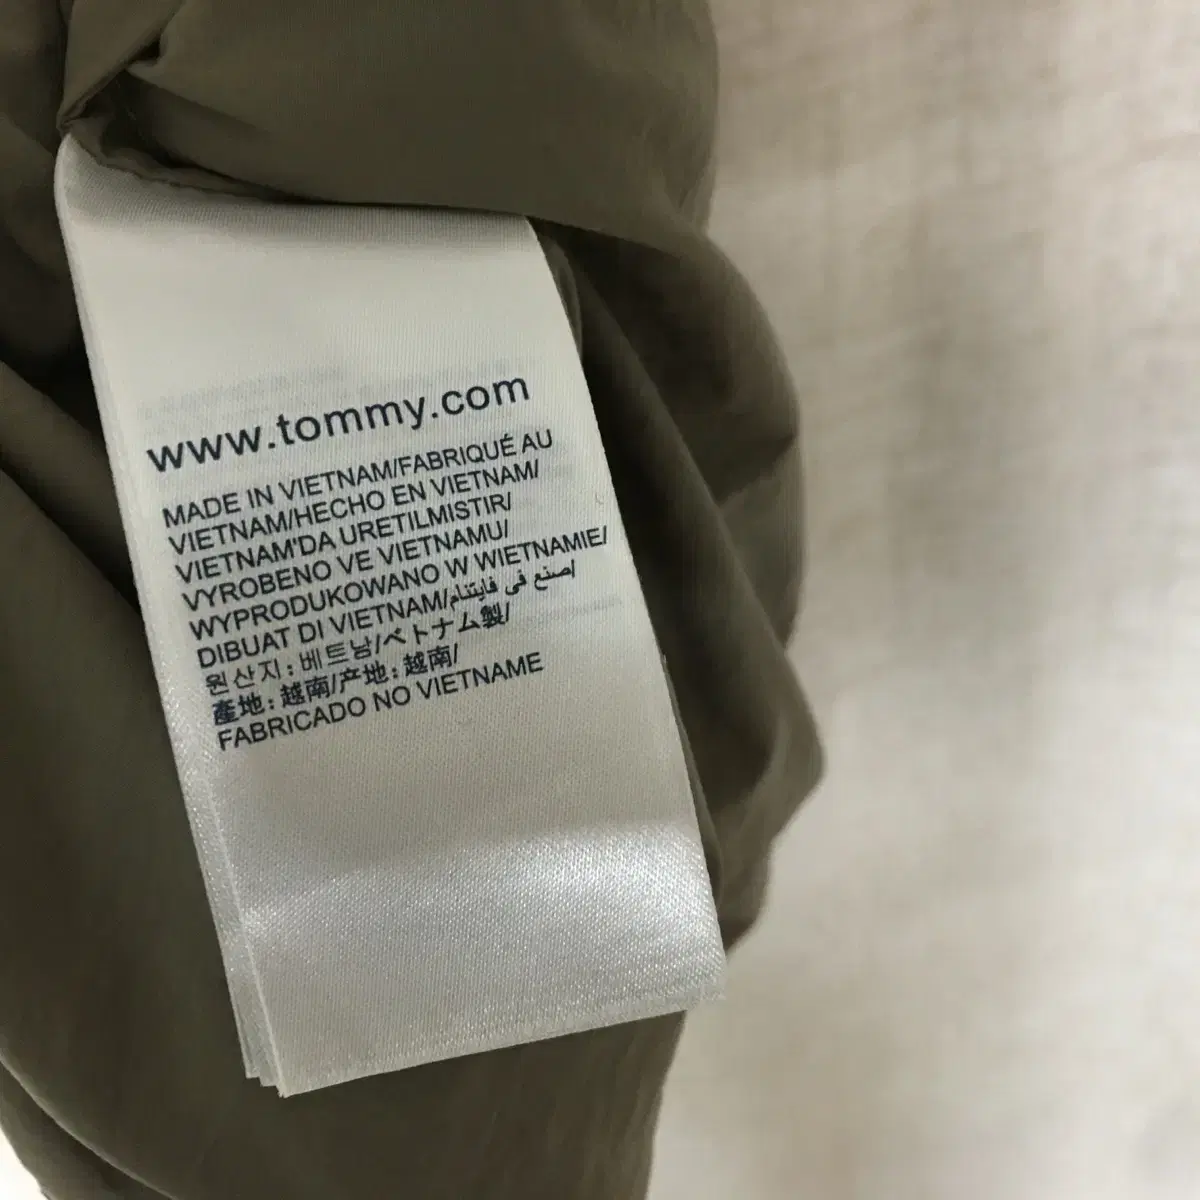 www.tommy.com
MADE IN VIETNAM/FABRIQUÉ AU
VIETNAM/HECHO EN VIETNAM/
VIETNAM'DA URETILMISTIR/
VYROBENO VE VIETNAMU/
WYPRODUKOWANO W WIETNAMIE/
DIBUAT DI VIETNAM/صنع في فايتنام/
원산지:베트남/ベトナム製/
產地:越南/产地:越南/
FABRICADO NO VIETNAME